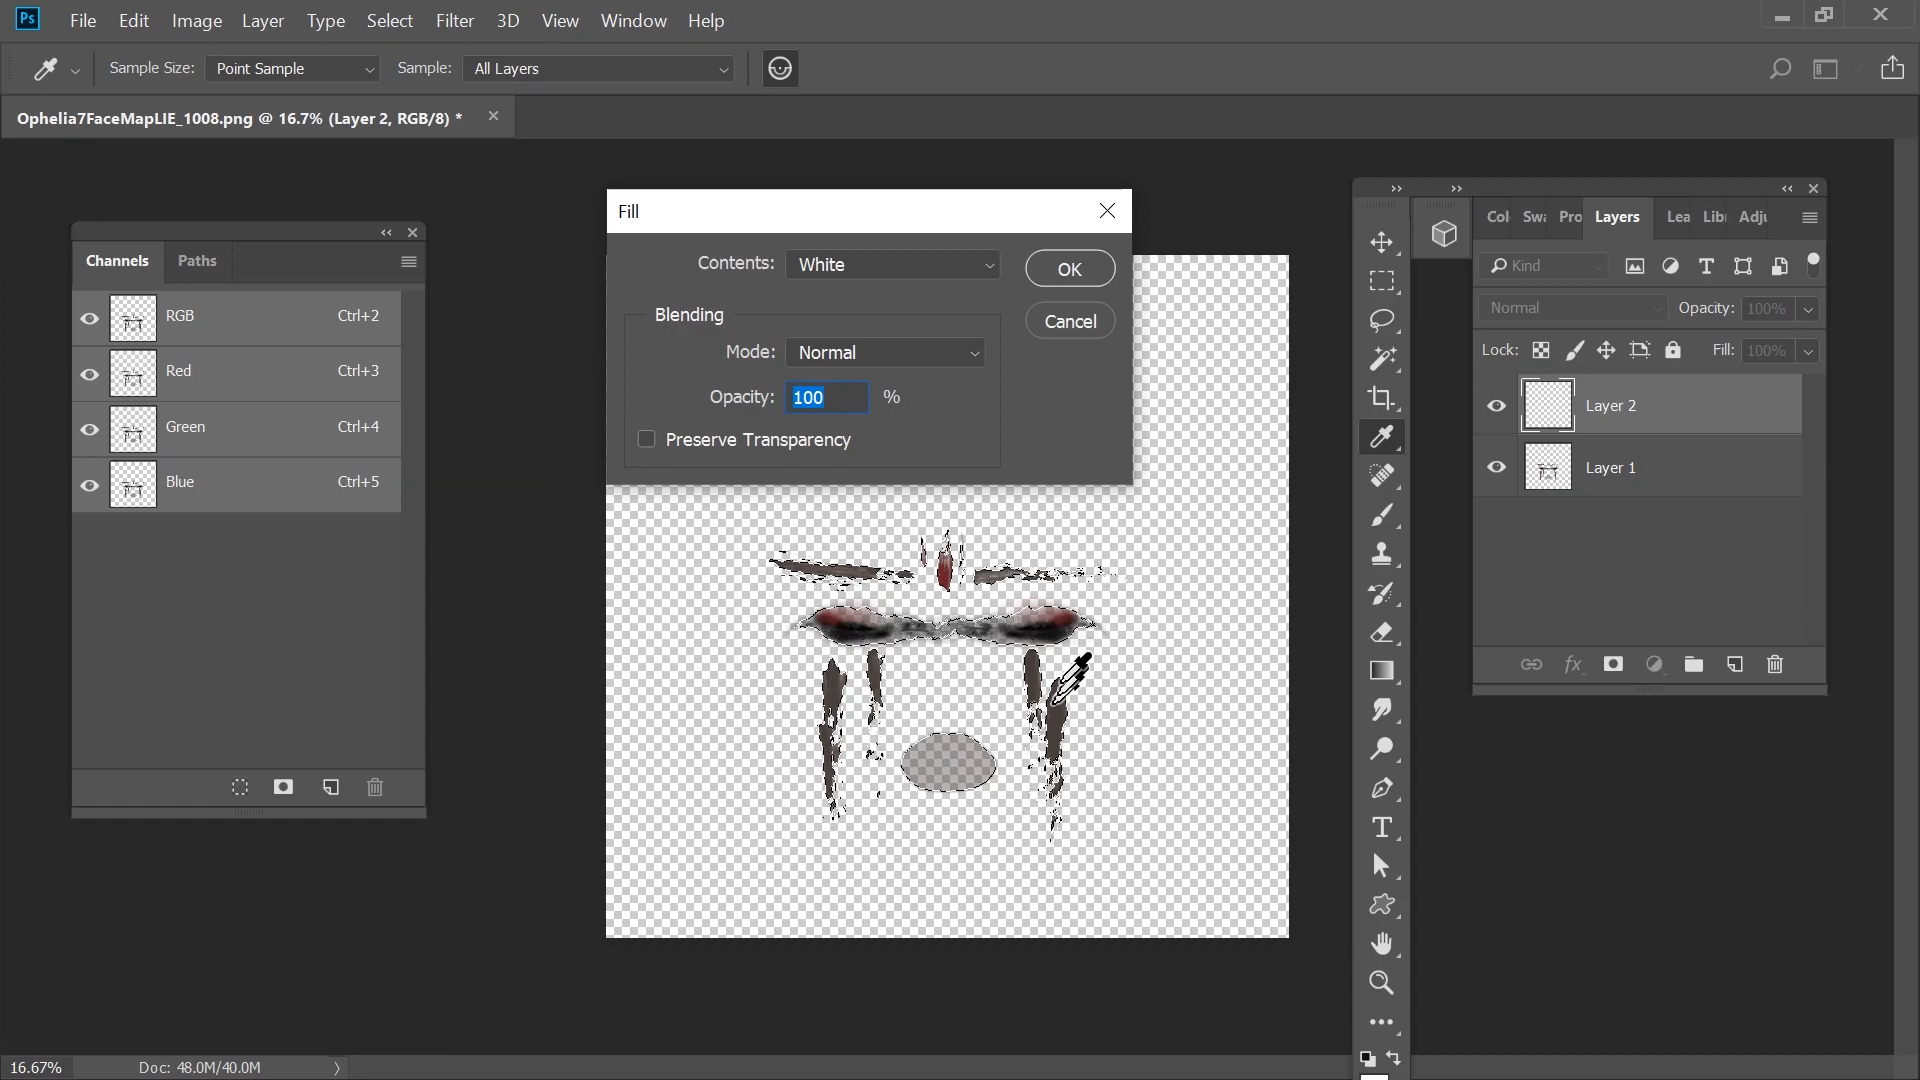 Ps File Edit Image Layer Type Select Filter 3D View Window Help
Sample Size: Point Sample Sample: All Layers
Ophelia7FaceMapLIE_1008.png @ 16.7% (Layer 2, RGB/8) *
Fill
Contents: White OK
Blending Cancel
Mode: Normal
Opacity: 100 %
Preserve Transparency
Channels Paths
RGB Ctrl+2
Red Ctrl+3
Green Ctrl+4
Blue Ctrl+5
Col Swa Pro Layers Lea Libr Adju
Kind
Normal Opacity: 100%
Lock: Fill: 100%
Layer 2
Layer 1
fx
T
16.67% Doc: 48.0M/40.0M